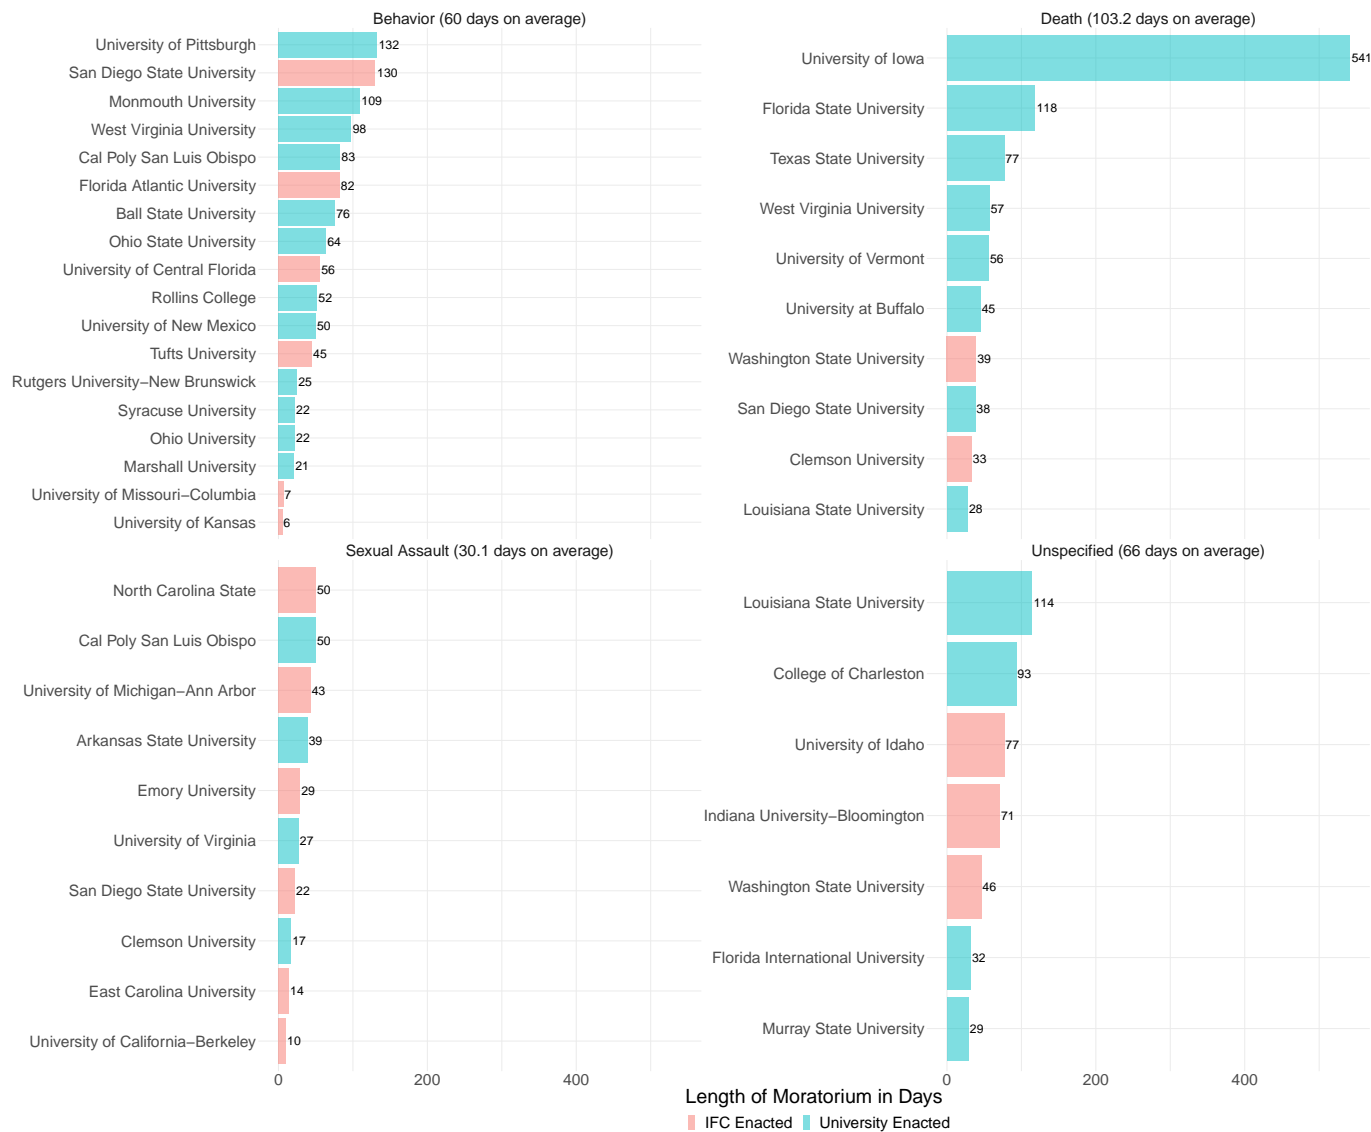 Behavior (60 days on average)
University of Pittsburgh 132
San Diego State University 130
Monmouth University 109
West Virginia University 98
Cal Poly San Luis Obispo 83
Florida Atlantic University 82
Ball State University 76
Ohio State University 64
University of Central Florida 56
Rollins College 52
University of New Mexico 50
Tufts University 45
Rutgers University−New Brunswick 25
Syracuse University 22
Ohio University 22
Marshall University 21
University of Missouri−Columbia 7
University of Kansas 6
Death (103.2 days on average)
University of Iowa 541
Florida State University 118
Texas State University 77
West Virginia University 57
University of Vermont 56
University at Buffalo 45
Washington State University 39
San Diego State University 38
Clemson University 33
Louisiana State University 28
Sexual Assault (30.1 days on average)
North Carolina State 50
Cal Poly San Luis Obispo 50
University of Michigan−Ann Arbor 43
Arkansas State University 39
Emory University 29
University of Virginia 27
San Diego State University 22
Clemson University 17
East Carolina University 14
University of California−Berkeley 10
0 200 400
Unspecified (66 days on average)
Louisiana State University 114
College of Charleston 93
University of Idaho 77
Indiana University−Bloomington 71
Washington State University 46
Florida International University 32
Murray State University 29
0 200 400
Length of Moratorium in Days
IFC Enacted University Enacted